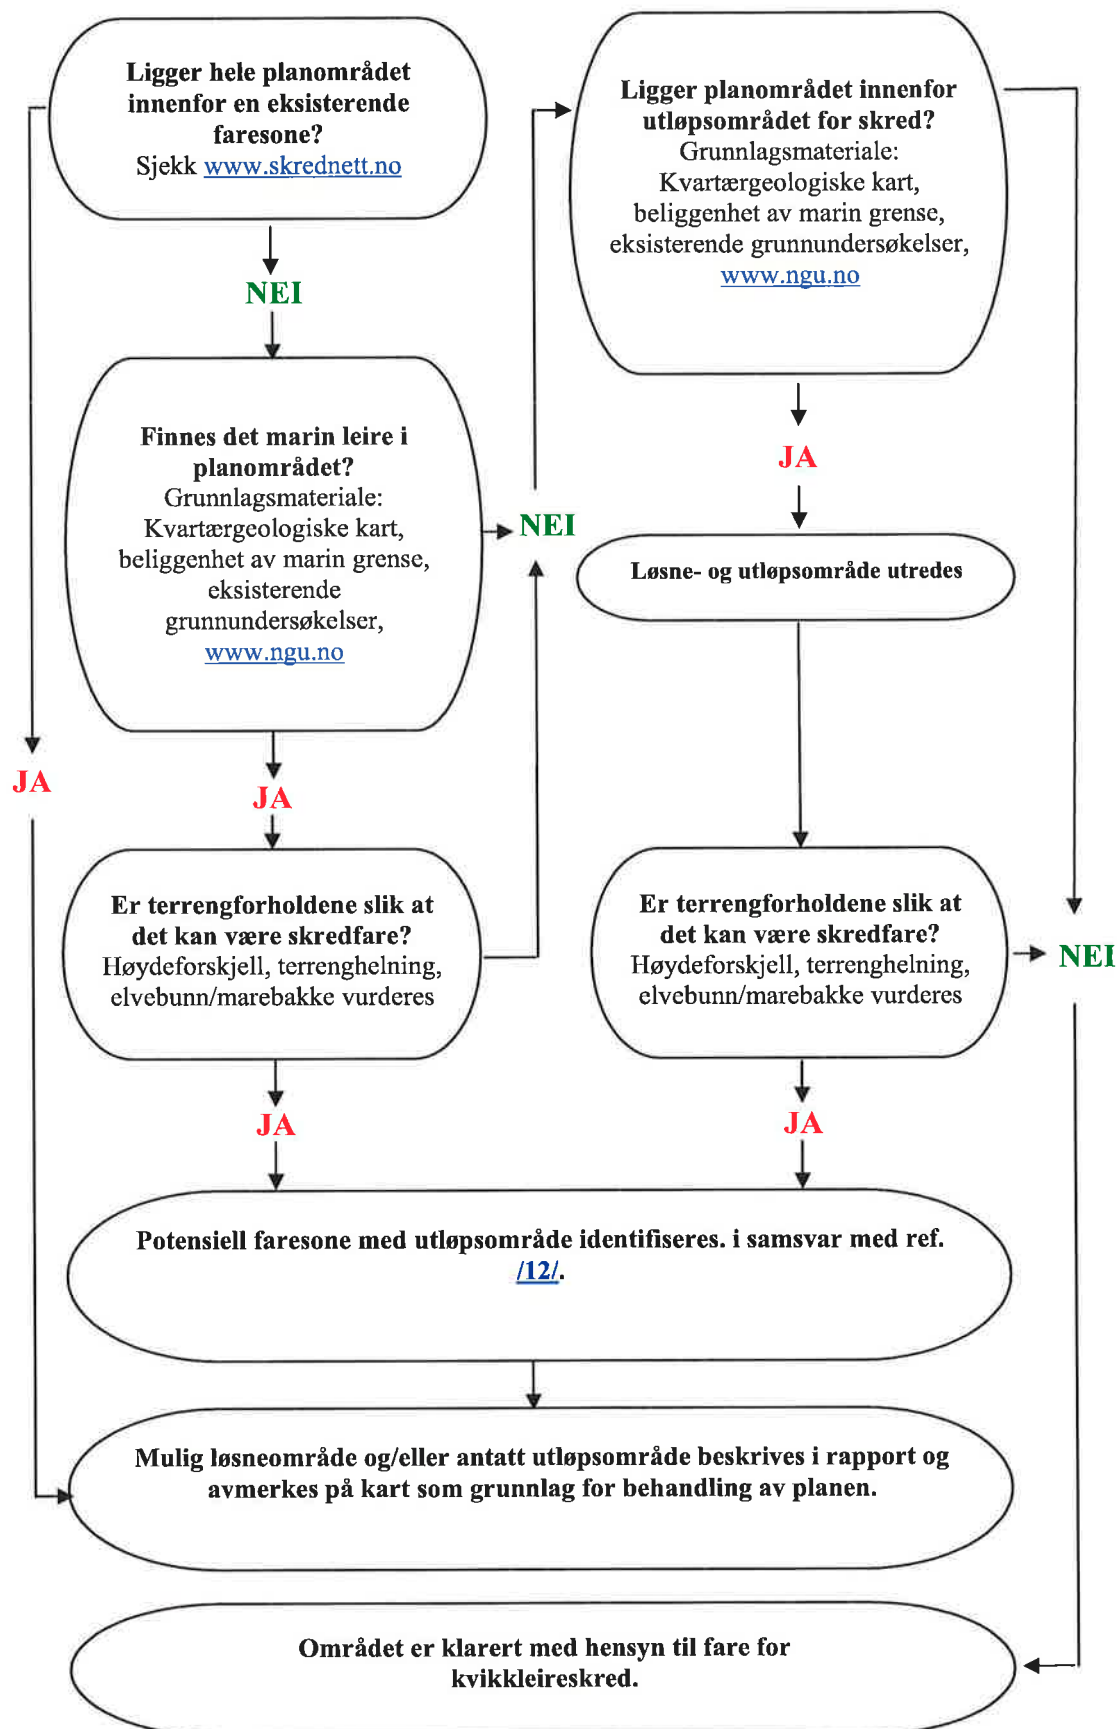 Ligger hele planområdet
innenfor en eksisterende
faresone?
Sjekk www.skrednett.no
NEI
Finnes det marin leire i
planområdet?
Grunnlagsmateriale:
Kvartærgeologiske kart,
beliggenhet av marin grense,
eksisterende
grunnundersøkelser,
www.ngu.no
NEI
JA
JA
Er terrengforholdene slik at
det kan være skredfare?
Høydeforskjell, terrenghelning,
elvebunn/marebakke vurderes
JA
Ligger planområdet innenfor
utløpsområdet for skred?
Grunnlagsmateriale:
Kvartærgeologiske kart,
beliggenhet av marin grense,
eksisterende grunnundersøkelser,
www.ngu.no
JA
Løsne- og utløpsområde utredes
Er terrengforholdene slik at
det kan være skredfare?
Høydeforskjell, terrenghelning,
elvebunn/marebakke vurderes
NEI
JA
Potensiell faresone med utløpsområde identifiseres. i samsvar med ref.
/12/.
Mulig løsneområde og/eller antatt utløpsområde beskrives i rapport og
avmerkes på kart som grunnlag for behandling av planen.
Området er klarert med hensyn til fare for
kvikkleireskred.